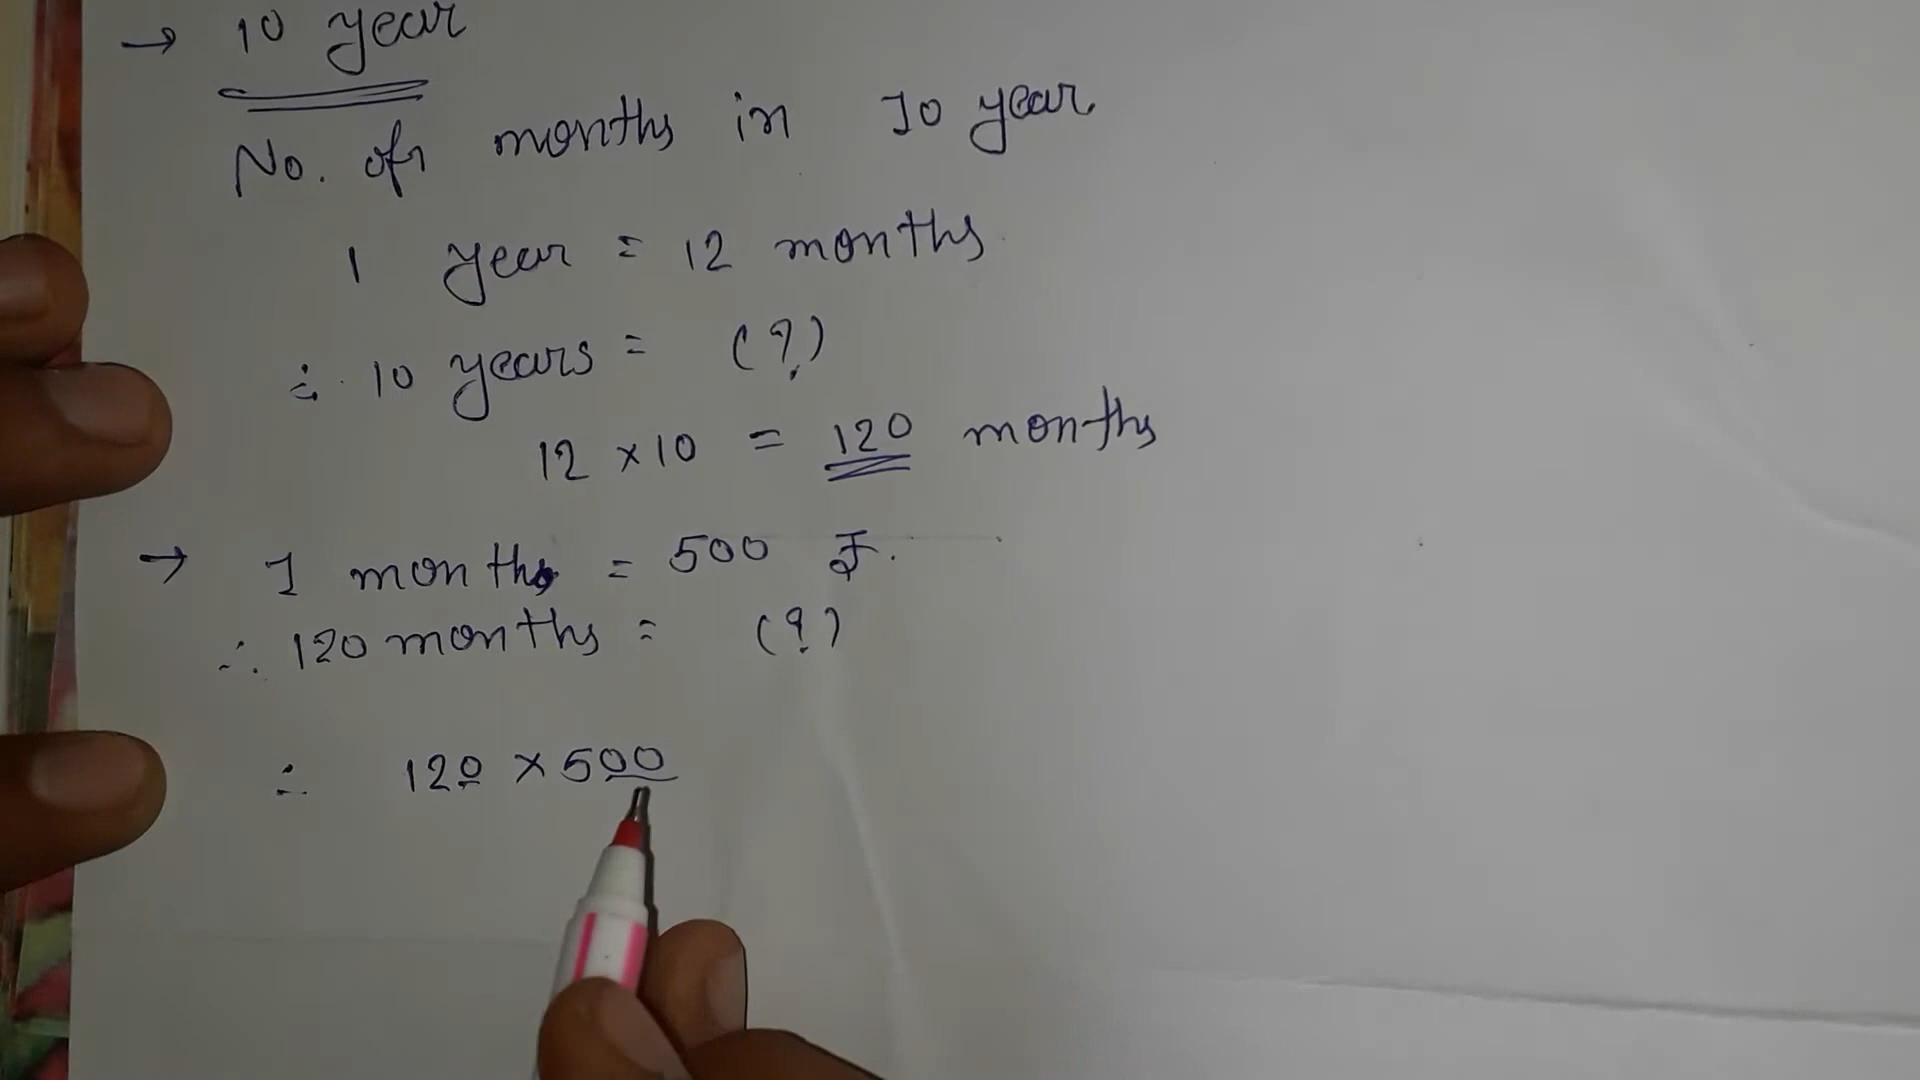 → 10 year
No. of months in 10 year
1 year = 12 months
∴ 10 years = (?)
12 × 10 = 120 months
→ 1 months = 500 रु.
∴ 120 months = (?)
∴ 120 × 500